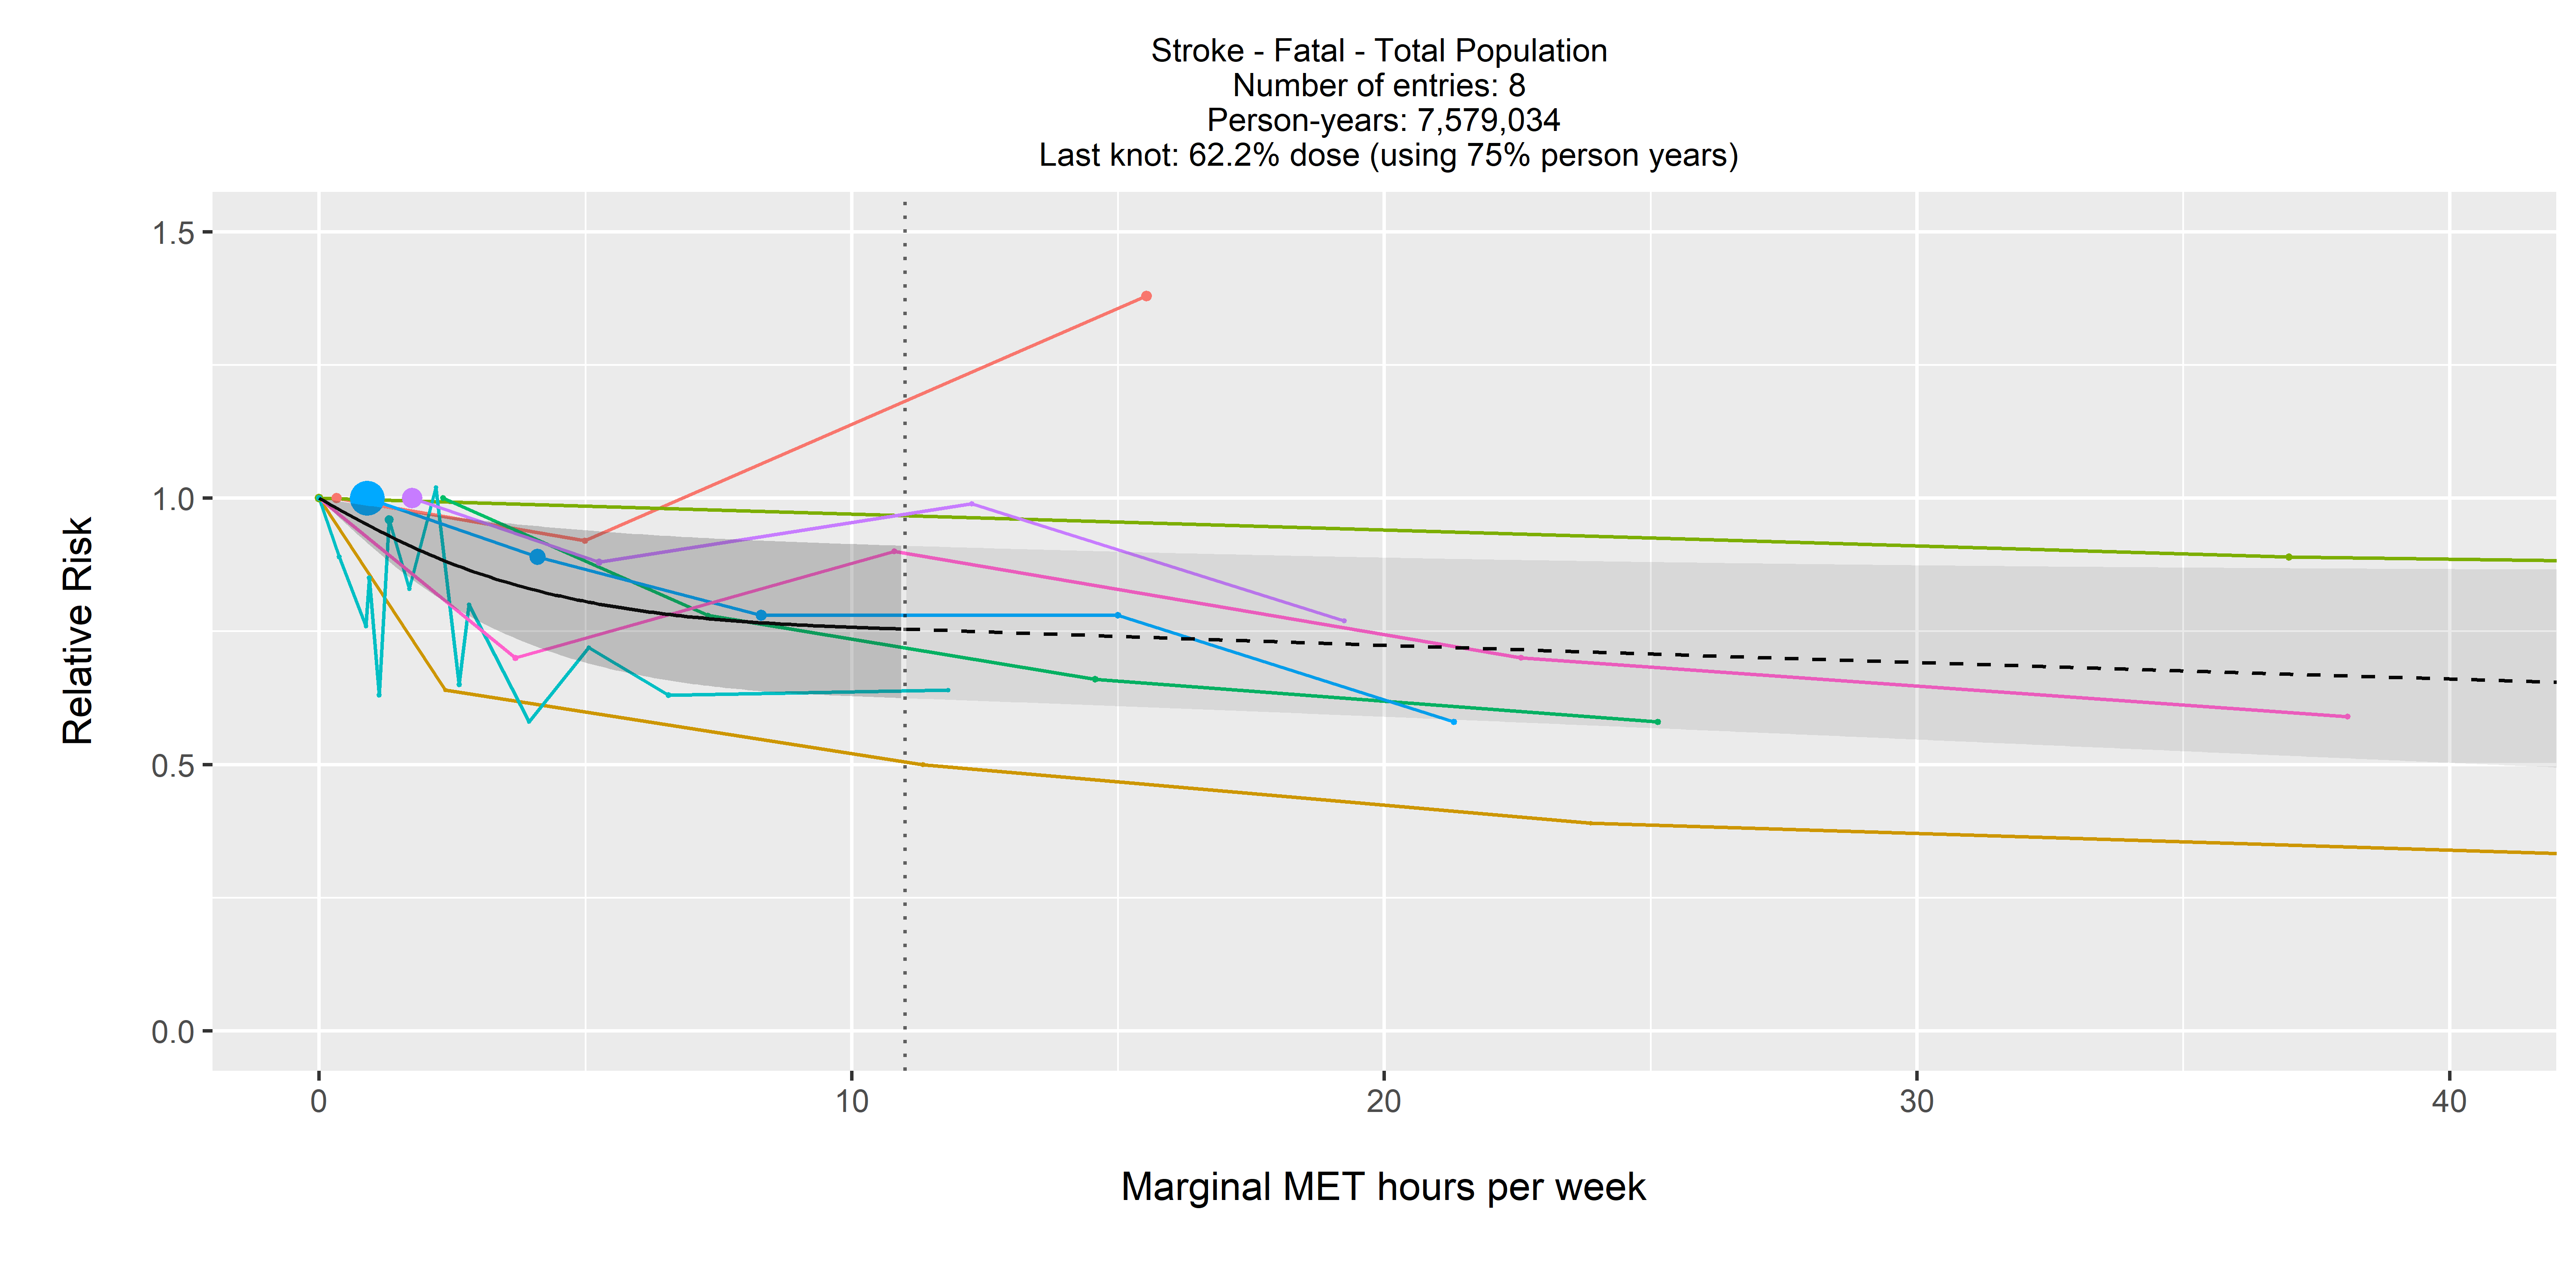 Stroke - Fatal - Total Population
Number of entries: 8
Person-years: 7,579,034
Last knot: 62.2% dose (using 75% person years)
1.5
1.0
0.5
0.0
Relative Risk
0 10 20 30 40
Marginal MET hours per week